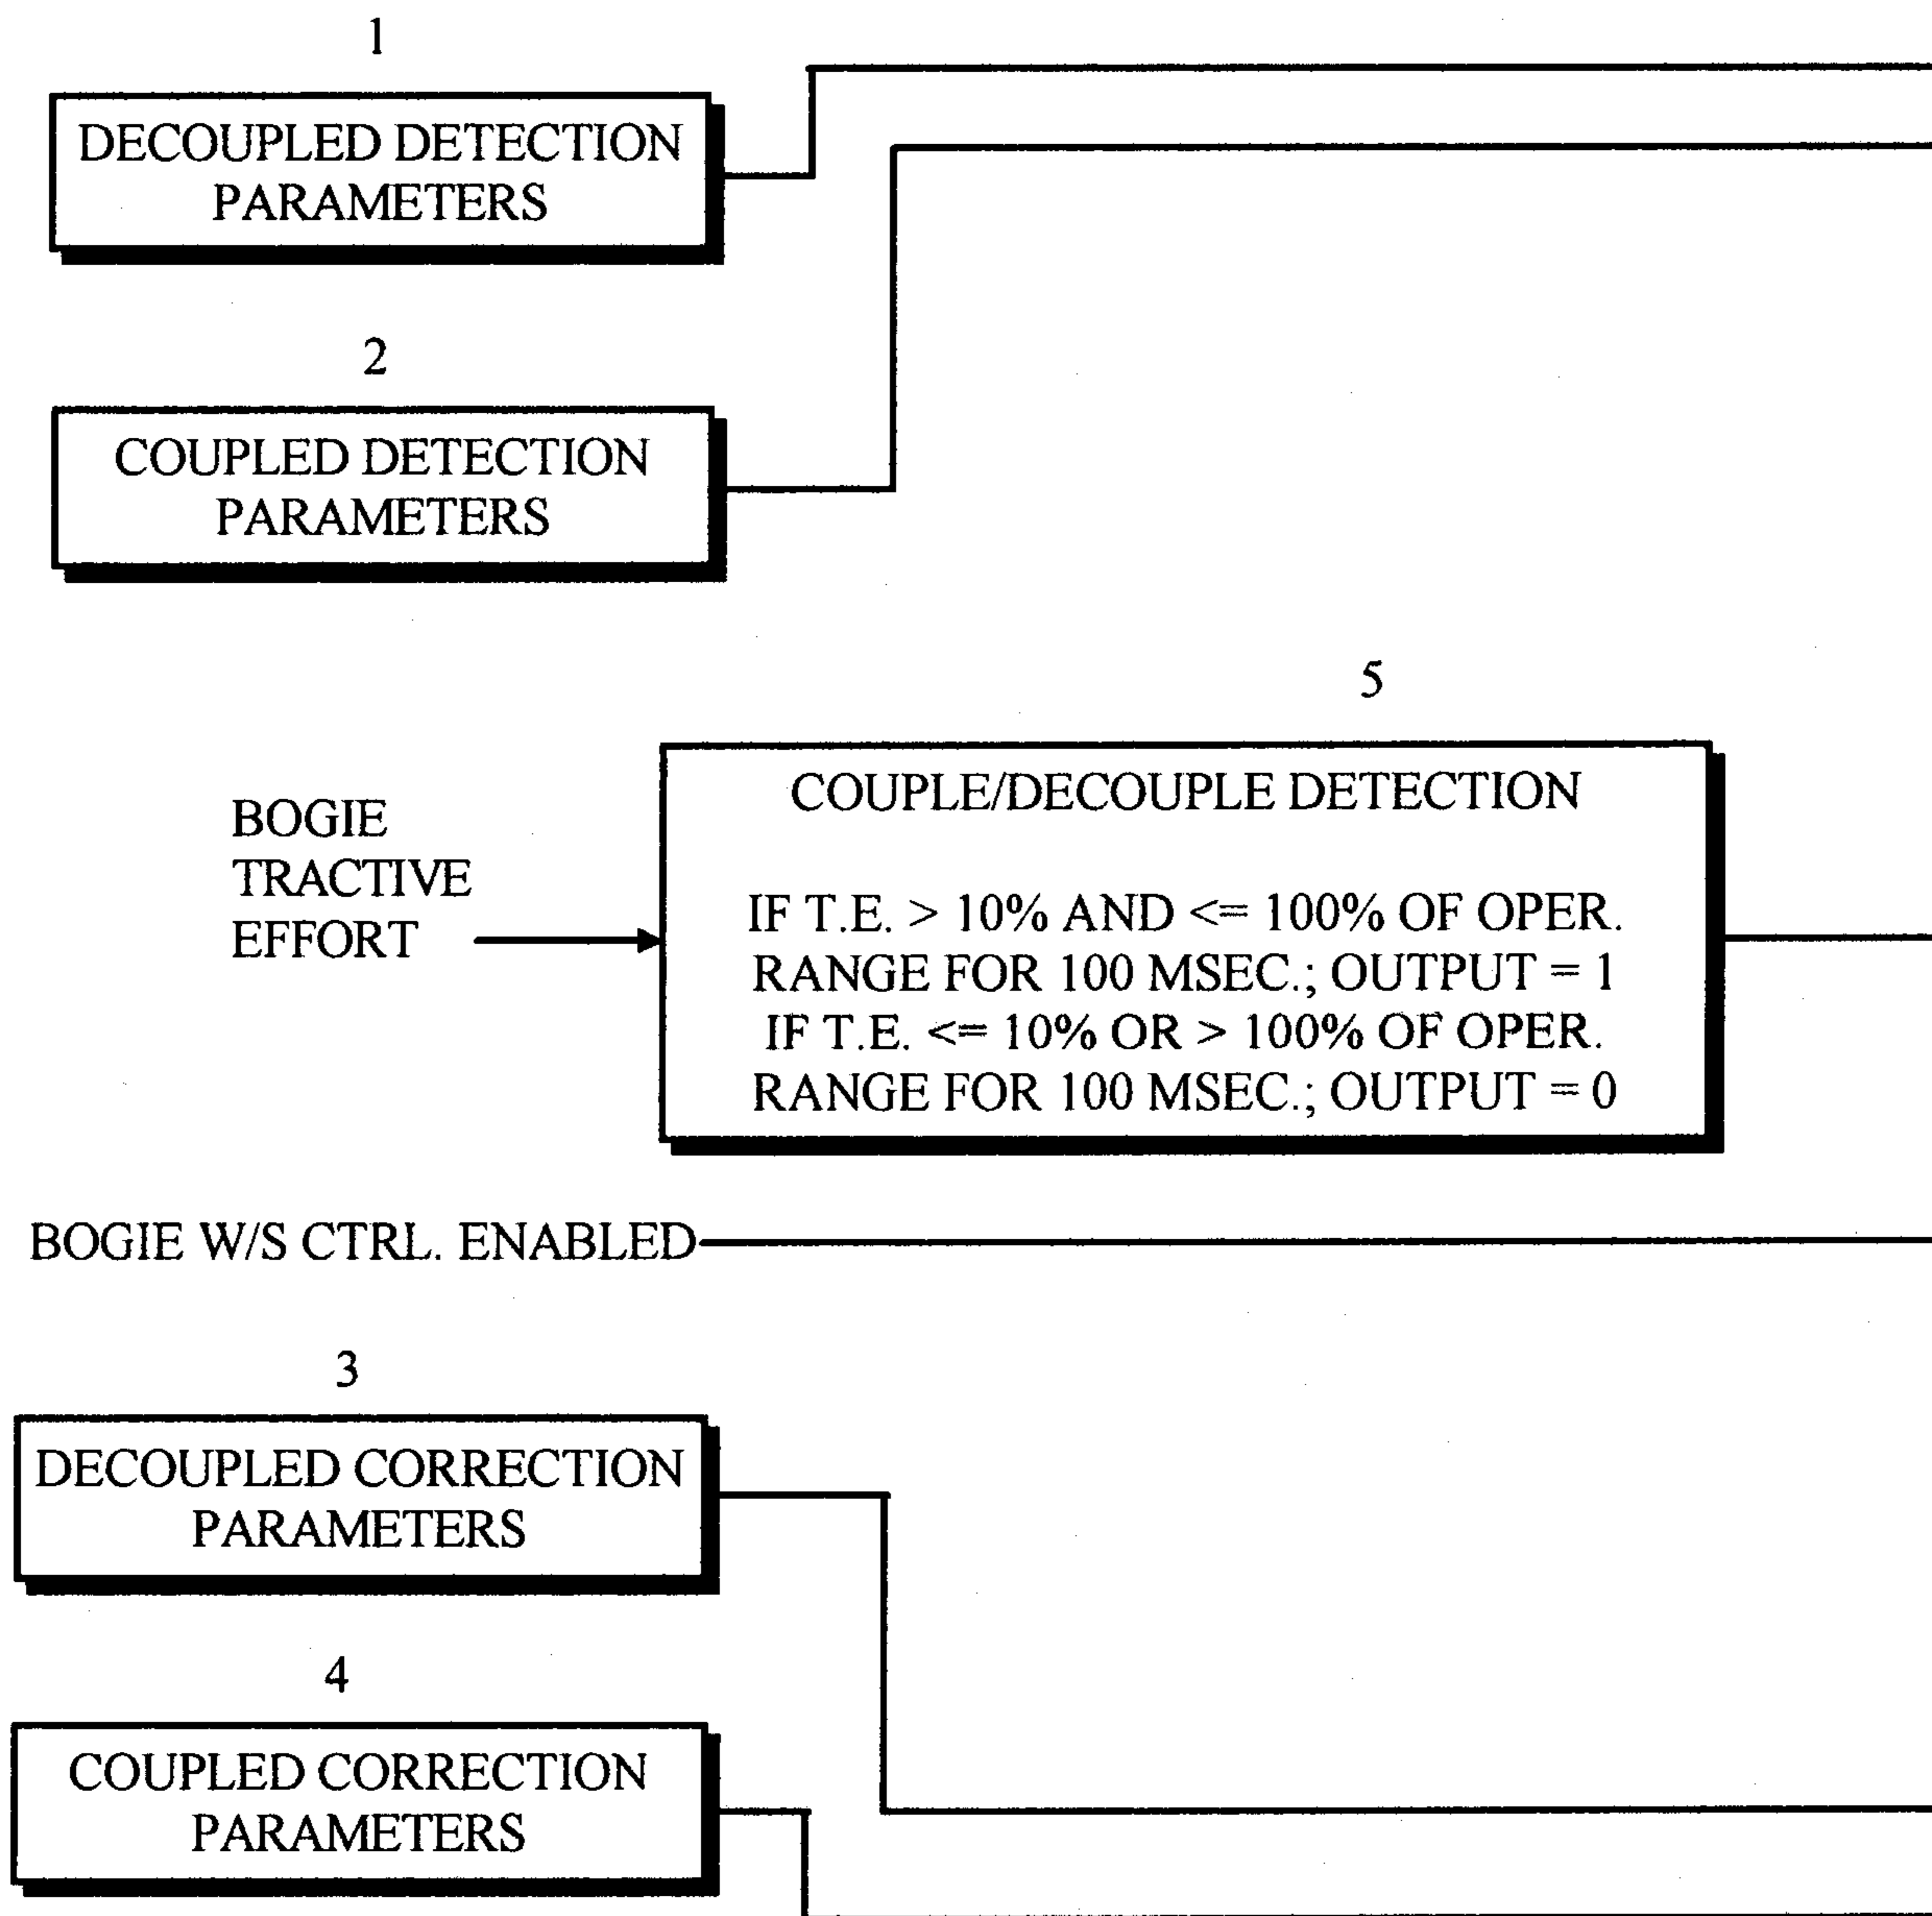 1
DECOUPLED DETECTION
PARAMETERS
2
COUPLED DETECTION
PARAMETERS
5
COUPLE/DECOUPLE DETECTION
IF T.E. > 10% AND <= 100% OF OPER.
RANGE FOR 100 MSEC.; OUTPUT = 1
IF T.E. <= 10% OR > 100% OF OPER.
RANGE FOR 100 MSEC.; OUTPUT = 0
BOGIE
TRACTIVE
EFFORT
BOGIE W/S CTRL. ENABLED
3
DECOUPLED CORRECTION
PARAMETERS
4
COUPLED CORRECTION
PARAMETERS